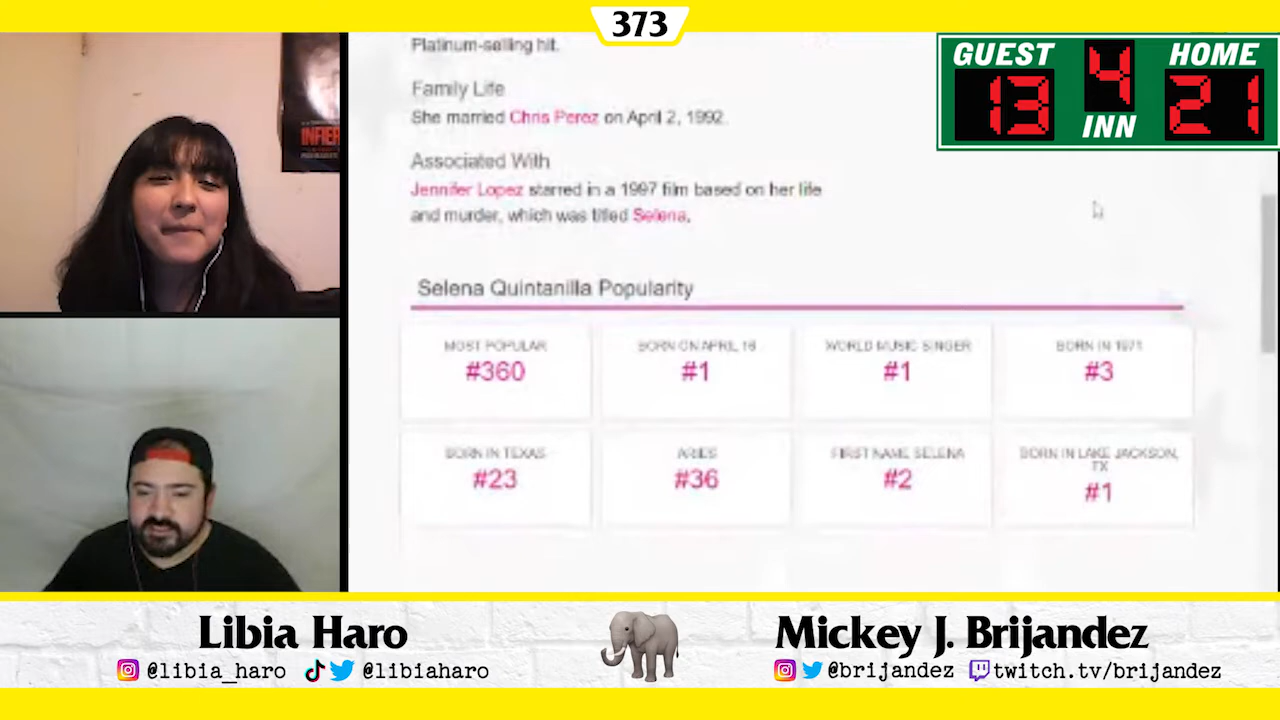 373
GUEST
INN
HOME
13
4
21
INFIER
Platinum-selling hit.
Family Life
She married Chris Perez on April 2, 1992.
Associated With
Jennifer Lopez starred in a 1997 film based on her life
and murder, which was titled Selena.
Selena Quintanilla Popularity
MOST POPULAR
#360
BORN ON APRIL 16
#1
WORLD MUSIC SINGER
#1
BORN IN 1971
#3
BORN IN TEXAS
#23
ARIES
#36
FIRST NAME SELENA
#2
BORN IN LAKE JACKSON,
TX
#1
Libia Haro
@libia_haro
@libiaharo
Mickey J. Brijandez
@brijandez
twitch.tv/brijandez